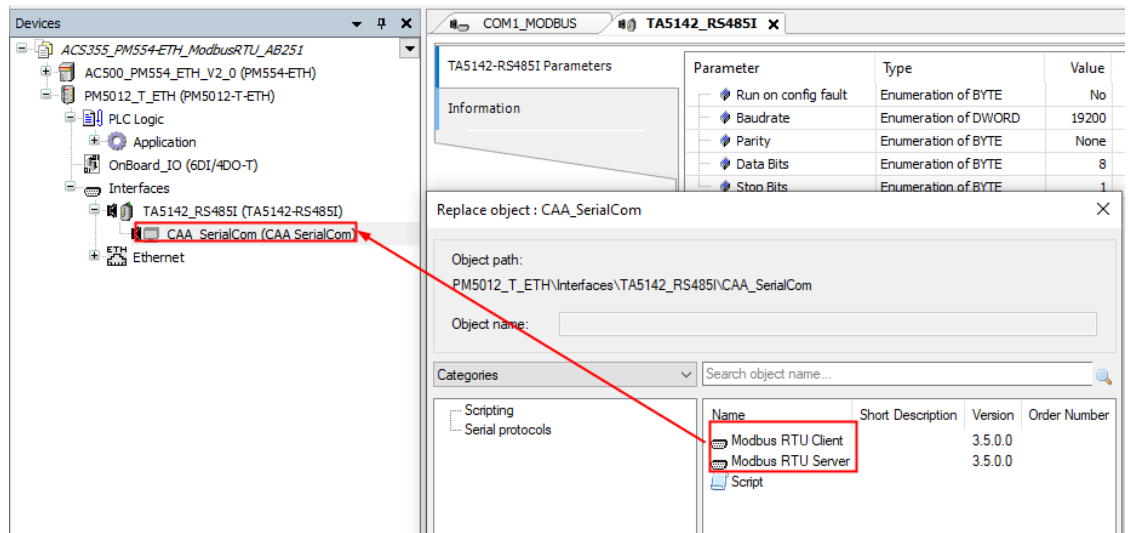 Devices
ACS355_PM554-ETH_ModbusRTU_AB251
AC500_PM554_ETH_V2_0 (PM554-ETH)
PM5012_T_ETH (PM5012-T-ETH)
PLC Logic
Application
OnBoard_IO (6DI/4DO-T)
Interfaces
TA5142_RS485I (TA5142-RS485I)
CAA_SerialCom (CAA SerialCom)
ETH Ethernet
COM1_MODBUS TA5142_RS485I
TA5142-RS485I Parameters
Information
Parameter Type Value
Run on config fault Enumeration of BYTE No
Baudrate Enumeration of DWORD 19200
Parity Enumeration of BYTE None
Data Bits Enumeration of BYTE 8
Stop Bits Enumeration of BYTE 1
Replace object : CAA_SerialCom
Object path:
PM5012_T_ETH\Interfaces\TA5142_RS485I\CAA_SerialCom
Object name:
Categories
Search object name...
Scripting
Serial protocols
Name Short Description Version Order Number
Modbus RTU Client 3.5.0.0
Modbus RTU Server 3.5.0.0
Script